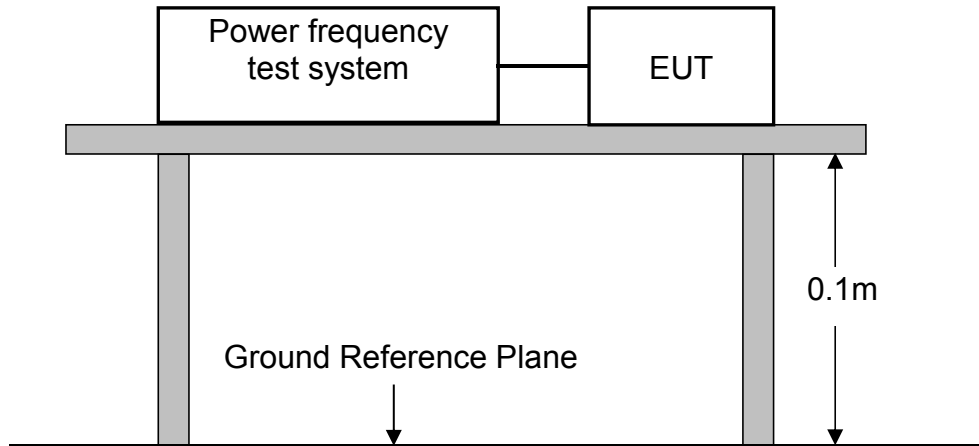 Power frequency
test system
EUT
0.1m
Ground Reference Plane